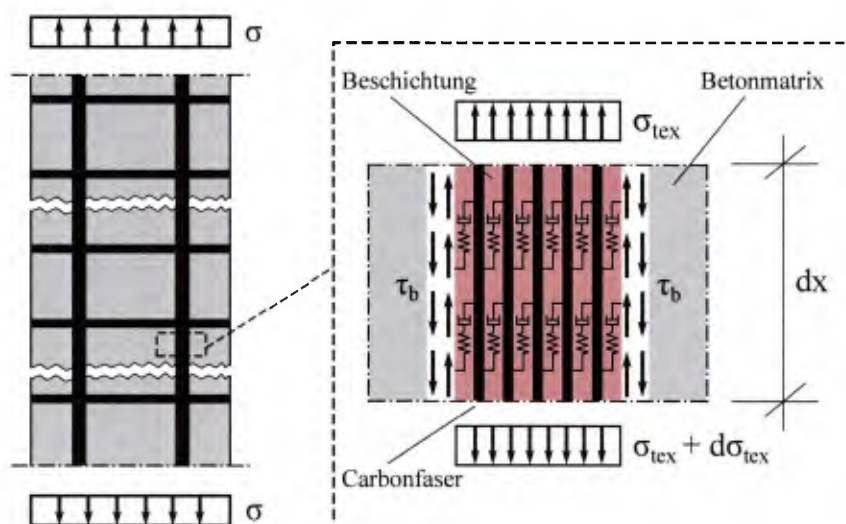 σ
Beschichtung
Betonmatrix
σtex
τb
τb
dx
σtex + dσtex
Carbonfaser
σ